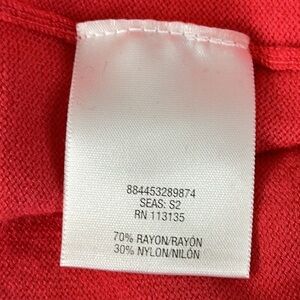 884453289874
SEAS: S2
RN 113135
70% RAYON/RAYÓN
30% NYLON/NILÓN